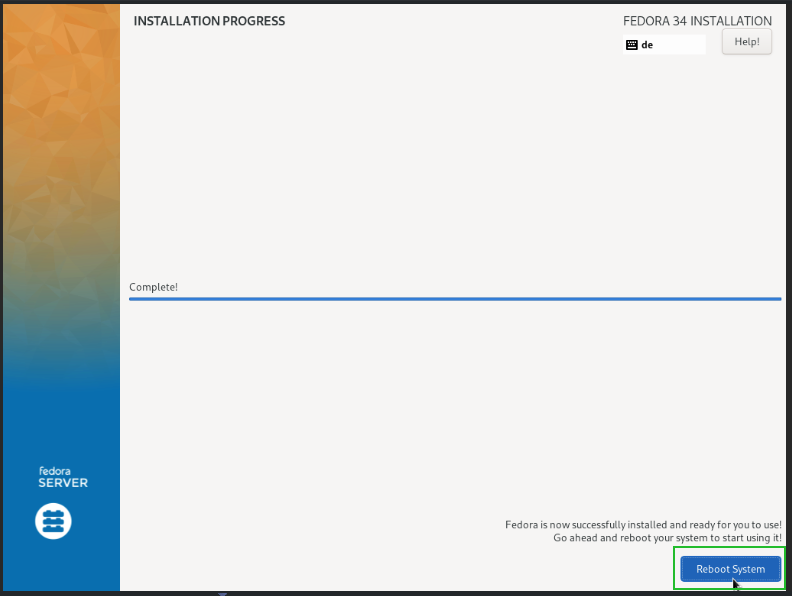 INSTALLATION PROGRESS
FEDORA 34 INSTALLATION
de
Help!
Complete!
fedora
SERVER
Fedora is now successfully installed and ready for you to use!
Go ahead and reboot your system to start using it!
Reboot System